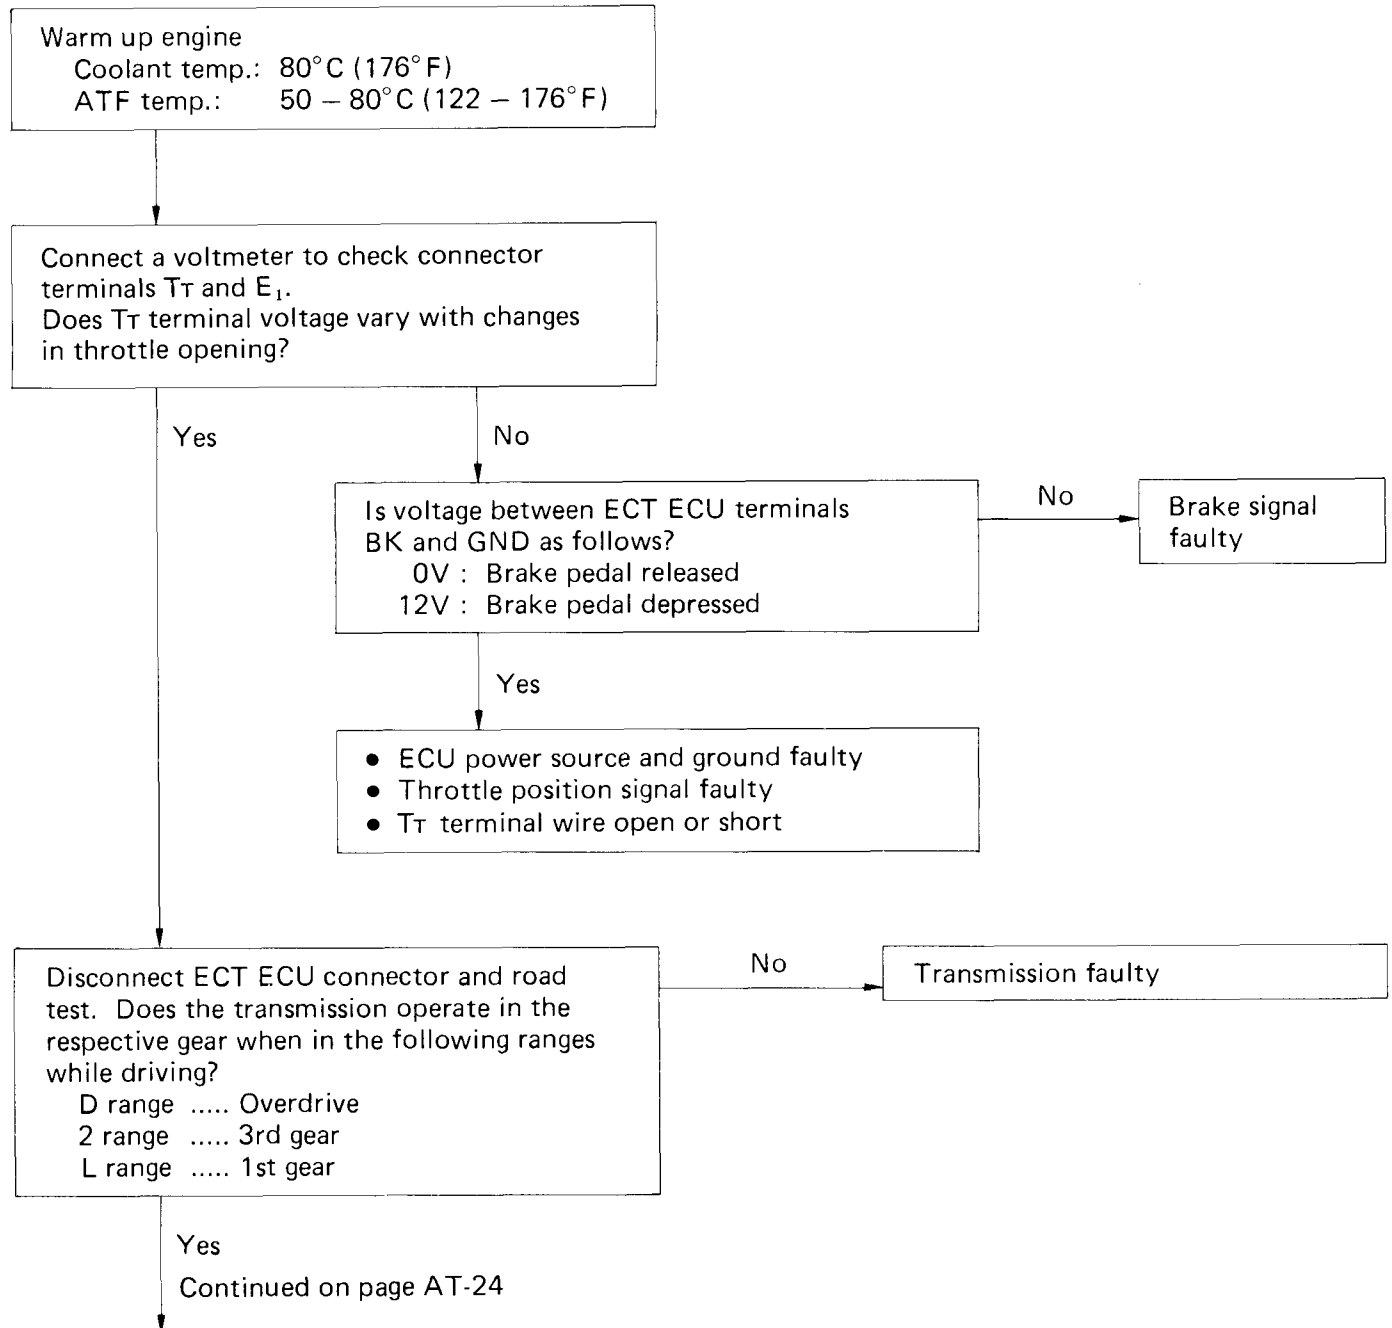 Warm up engine
Coolant temp.: 80°C (176°F)
ATF temp.: 50 – 80°C (122 – 176°F)
Connect a voltmeter to check connector
terminals TT and E₁.
Does TT terminal voltage vary with changes
in throttle opening?
Yes
No
Is voltage between ECT ECU terminals
BK and GND as follows?
0V : Brake pedal released
12V : Brake pedal depressed
No
Brake signal
faulty
Yes
● ECU power source and ground faulty
● Throttle position signal faulty
● TT terminal wire open or short
Disconnect ECT ECU connector and road
test. Does the transmission operate in the
respective gear when in the following ranges
while driving?
D range ..... Overdrive
2 range ..... 3rd gear
L range ..... 1st gear
No
Transmission faulty
Yes
Continued on page AT-24